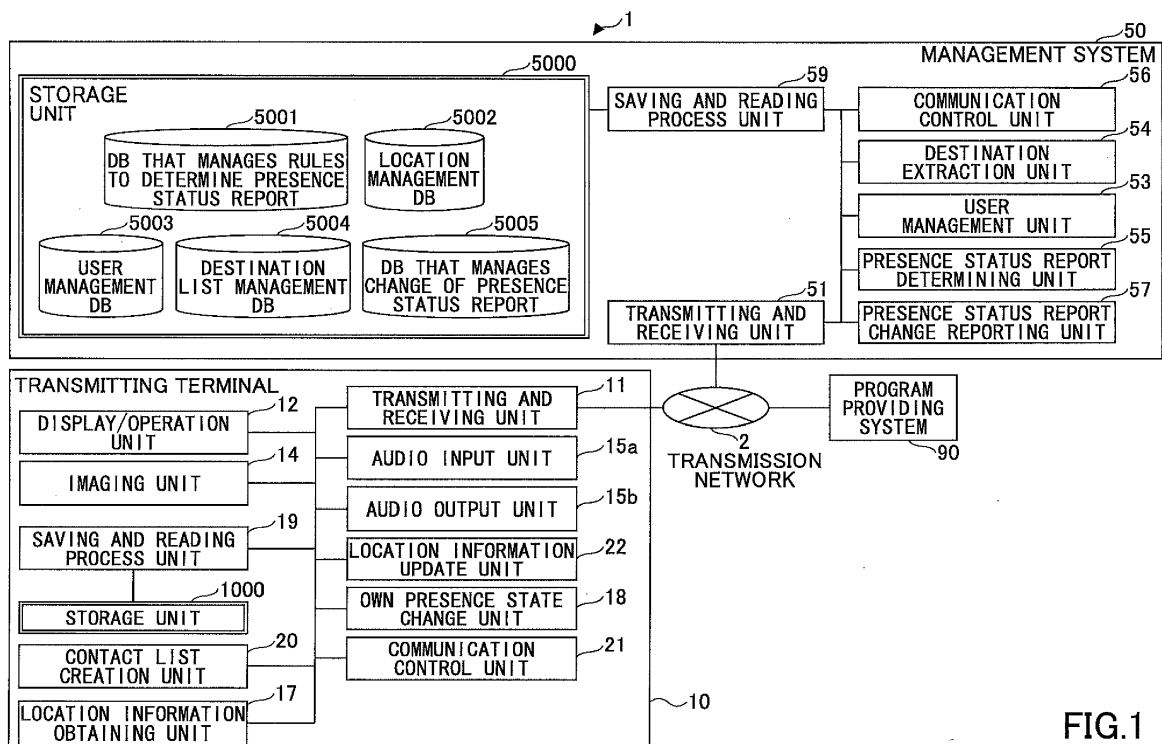 1
50
MANAGEMENT SYSTEM
5000
STORAGE
UNIT
5001
DB THAT MANAGES RULES
TO DETERMINE PRESENCE
STATUS REPORT
5002
LOCATION
MANAGEMENT
DB
5003
USER
MANAGEMENT
DB
5004
DESTINATION
LIST MANAGEMENT
DB
5005
DB THAT MANAGES
CHANGE OF PRESENCE
STATUS REPORT
59
SAVING AND READING
PROCESS UNIT
56
COMMUNICATION
CONTROL UNIT
54
DESTINATION
EXTRACTION UNIT
53
USER
MANAGEMENT UNIT
55
PRESENCE STATUS REPORT
DETERMINING UNIT
51
TRANSMITTING AND
RECEIVING UNIT
57
PRESENCE STATUS REPORT
CHANGE REPORTING UNIT
TRANSMITTING TERMINAL
12
DISPLAY/OPERATION
UNIT
14
IMAGING UNIT
19
SAVING AND READING
PROCESS UNIT
1000
STORAGE UNIT
20
CONTACT LIST
CREATION UNIT
17
LOCATION INFORMATION
OBTAINING UNIT
11
TRANSMITTING AND
RECEIVING UNIT
15a
AUDIO INPUT UNIT
15b
AUDIO OUTPUT UNIT
22
LOCATION INFORMATION
UPDATE UNIT
18
OWN PRESENCE STATE
CHANGE UNIT
21
COMMUNICATION
CONTROL UNIT
10
2
TRANSMISSION
NETWORK
PROGRAM
PROVIDING
SYSTEM
90
FIG.1